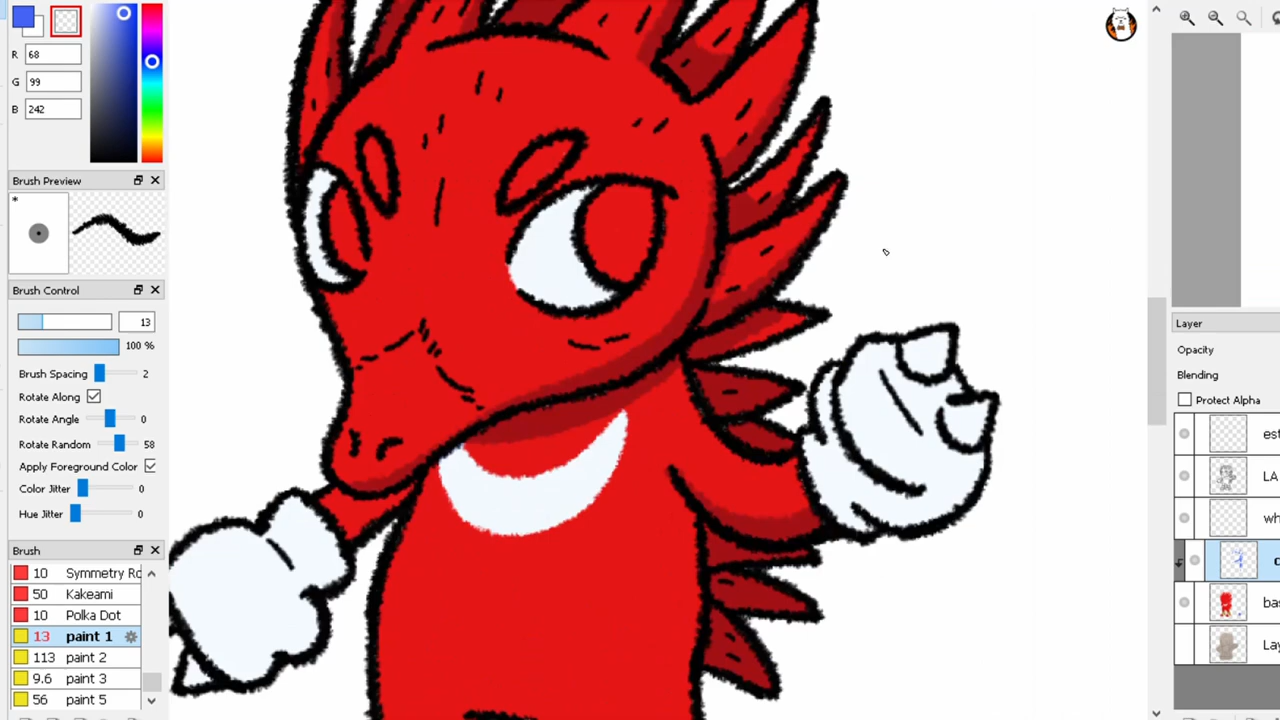 R 68
G 99
B 242
Brush Preview
*
Brush Control
13
100 %
Brush Spacing 2
Rotate Along
Rotate Angle 0
Rotate Random 58
Apply Foreground Color
Color Jitter 0
Hue Jitter 0
Brush
10 Symmetry Ro
50 Kakeami
10 Polka Dot
13 paint 1
113 paint 2
9.6 paint 3
56 paint 5
Layer
Opacity
Blending
Protect Alpha
est
LA
wh
bas
Lay